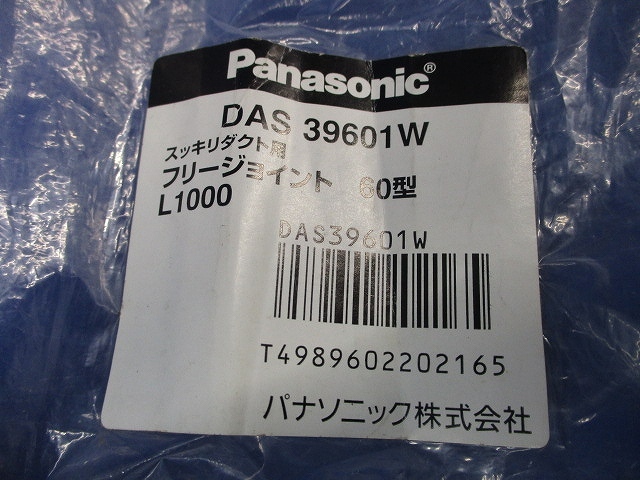 Panasonic®
DAS 39601W
スッキリダクト用
フリージョイント 60型
L1000
DAS39601W
T4989602202165
パナソニック株式会社